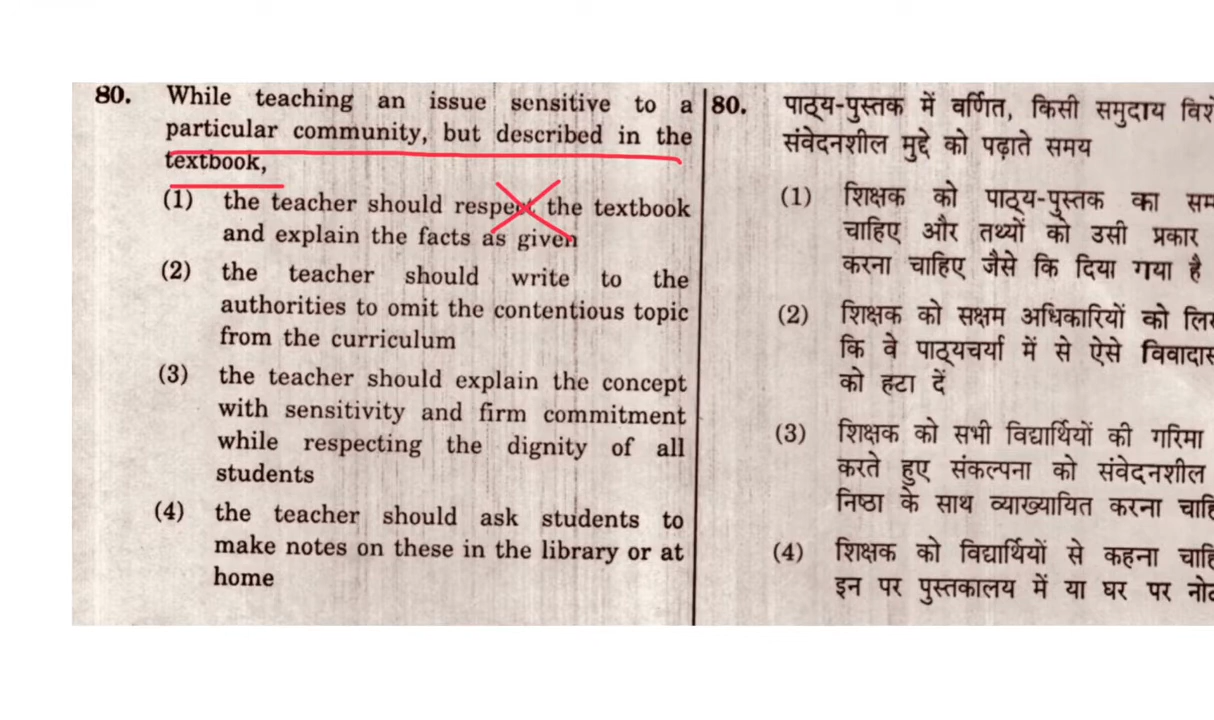 80. While teaching an issue sensitive to a
particular community, but described in the
textbook,
(1) the teacher should respect the textbook
and explain the facts as given
(2) the teacher should write to the
authorities to omit the contentious topic
from the curriculum
(3) the teacher should explain the concept
with sensitivity and firm commitment
while respecting the dignity of all
students
(4) the teacher should ask students to
make notes on these in the library or at
home
80. पाठ्य-पुस्तक में वर्णित, किसी समुदाय
संवेदनशील मुद्दे को पढ़ाते समय
(1) शिक्षक को पाठ्य-पुस्तक का
चाहिए और तथ्यों को उसी प्रकार
करना चाहिए जैसे कि दिया गया है
(2) शिक्षक को सक्षम अधिकारियों को
कि वे पाठ्यचर्या में से ऐसे
को हटा दें
(3) शिक्षक को सभी विद्यार्थियों की गरिमा
करते हुए संकल्पना को संवेदनशील
निष्ठा के साथ व्याख्यायित करना
(4) शिक्षक को विद्यार्थियों से कहना
इन पर पुस्तकालय में या घर पर